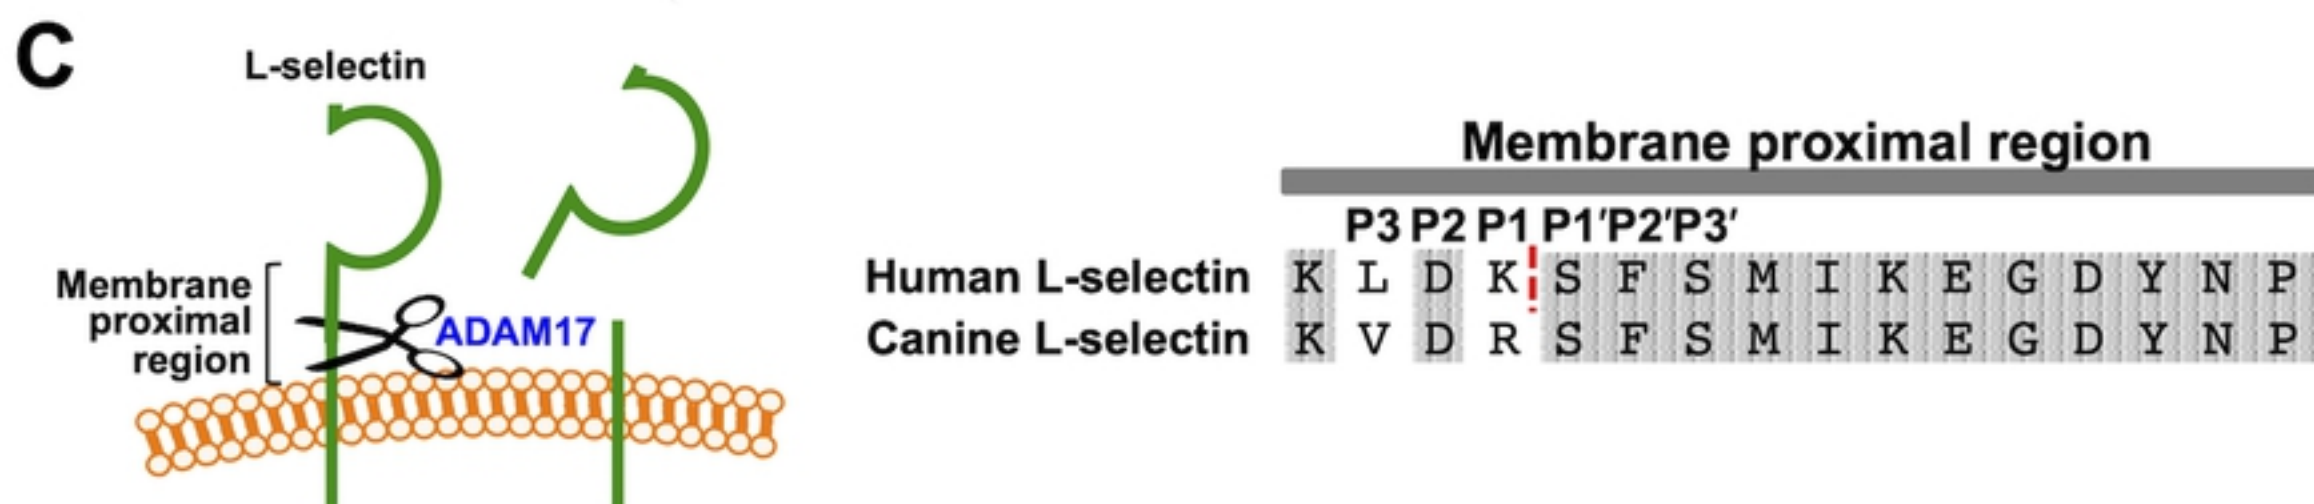 C
L-selectin
Membrane
proximal
region
ADAM17
Membrane proximal region
P3 P2 P1 P1′P2′P3′
Human L-selectin K L D K S F S M I K E G D Y N P
Canine L-selectin K V D R S F S M I K E G D Y N P